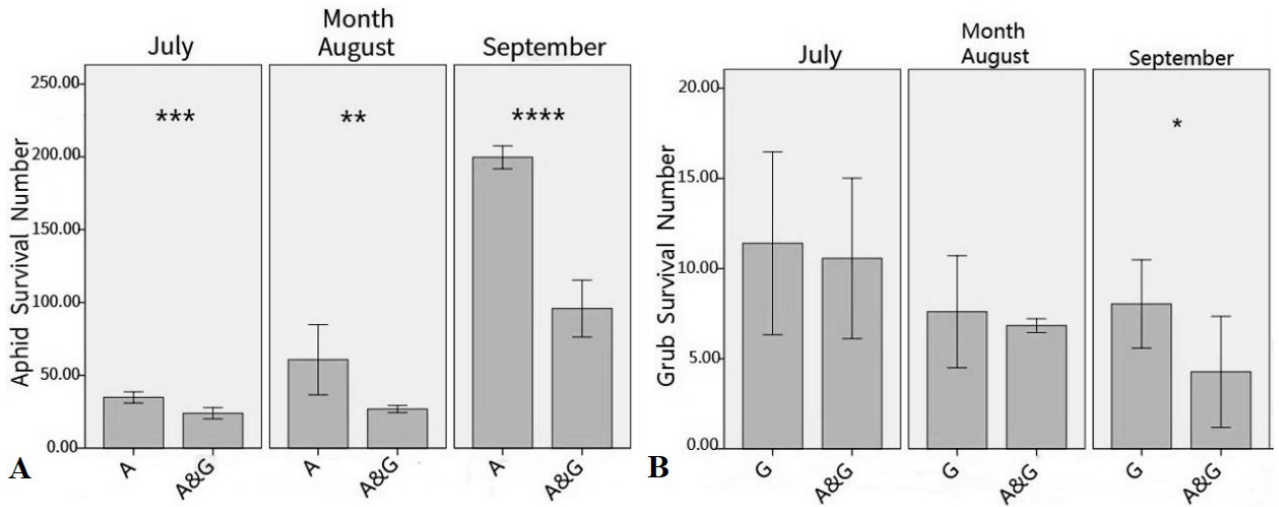 Month
July August September
Aphid Survival Number
250.00
200.00
150.00
100.00
50.00
0.00
*** ** ****
A A&G A A&G A A&G
A
Month
July August September
Grub Survival Number
20.00
15.00
10.00
5.00
0.00
*
G A&G G A&G G A&G
B